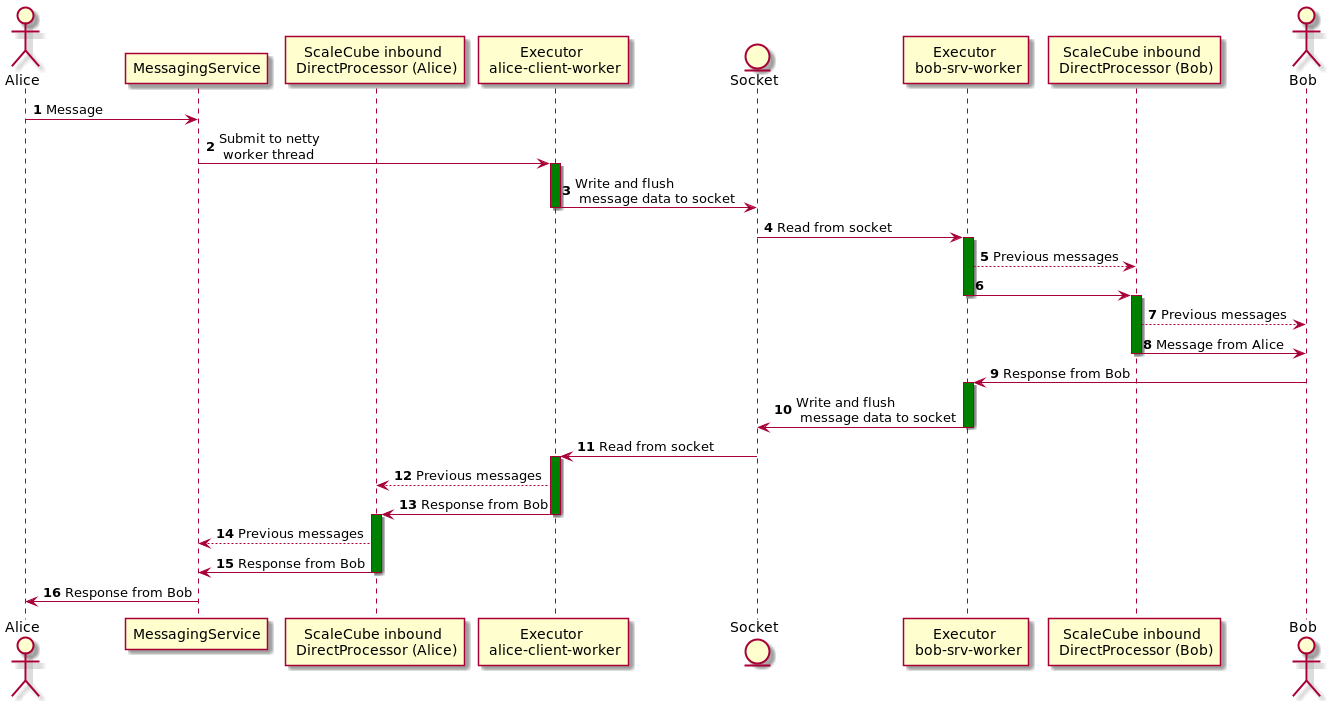 Alice
MessagingService
ScaleCube inbound
DirectProcessor (Alice)
Executor
alice-client-worker
Socket
Executor
bob-srv-worker
ScaleCube inbound
DirectProcessor (Bob)
Bob
1 Message
2 Submit to netty
worker thread
3 Write and flush
message data to socket
4 Read from socket
5 Previous messages
6
7 Previous messages
8 Message from Alice
9 Response from Bob
10 Write and flush
message data to socket
11 Read from socket
12 Previous messages
13 Response from Bob
14 Previous messages
15 Response from Bob
16 Response from Bob
Alice
MessagingService
ScaleCube inbound
DirectProcessor (Alice)
Executor
alice-client-worker
Socket
Executor
bob-srv-worker
ScaleCube inbound
DirectProcessor (Bob)
Bob